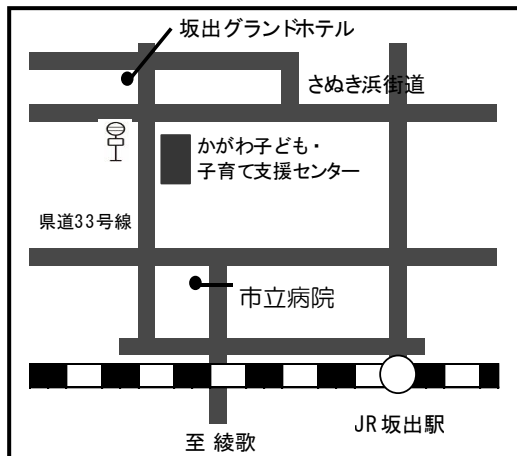 坂出グランドホテル
さぬき浜街道
かがわ子ども・
子育て支援センター
県道33号線
市立病院
JR坂出駅
至 綾歌